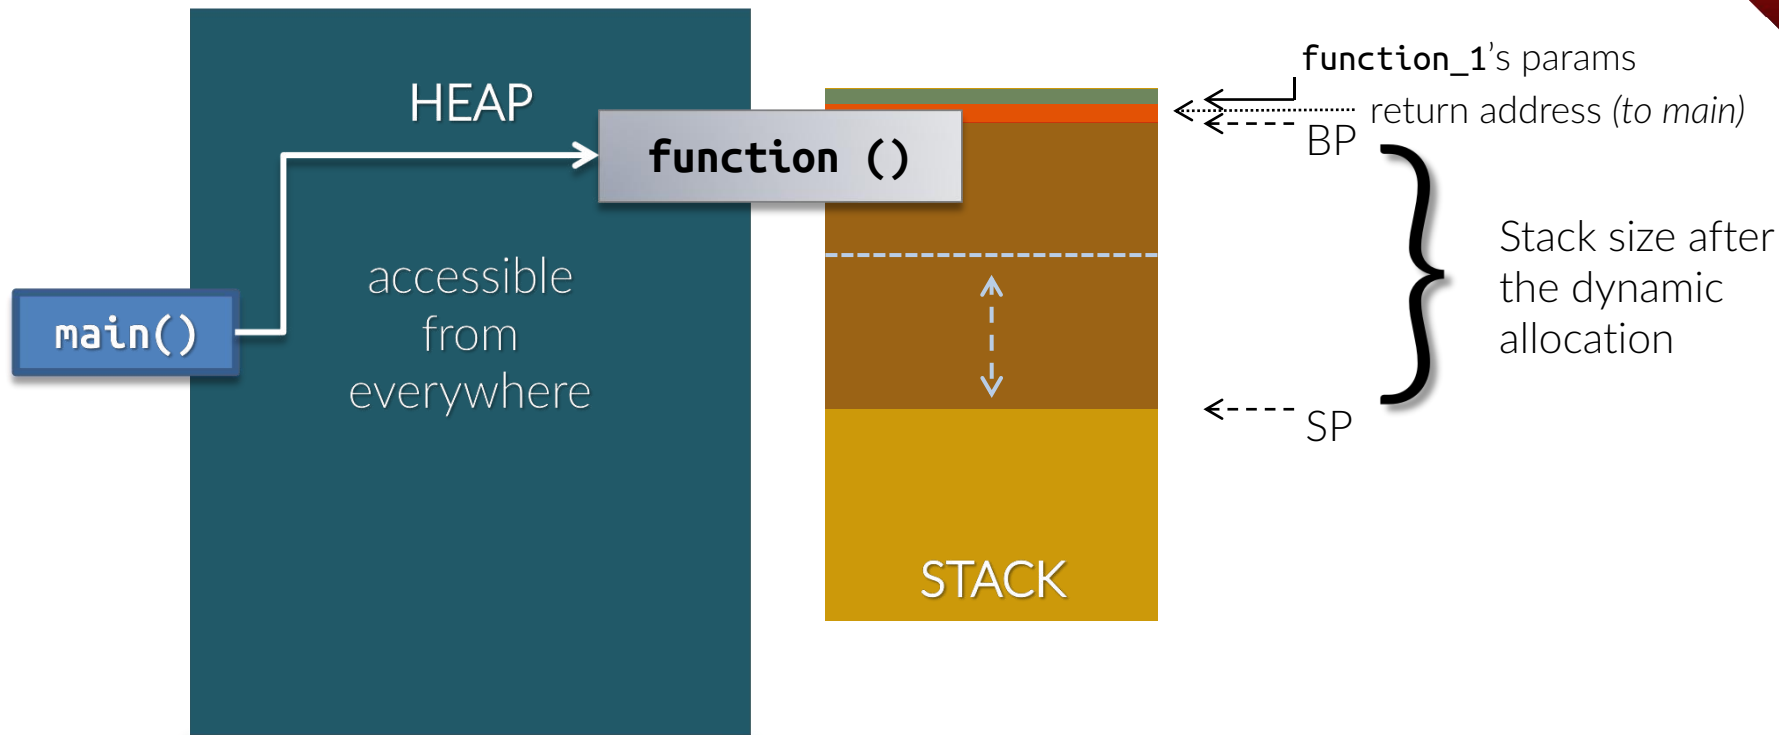 HEAP
accessible
from
everywhere
main()
function ()
STACK
function_1’s params
return address (to main)
BP
Stack size after
the dynamic
allocation
SP